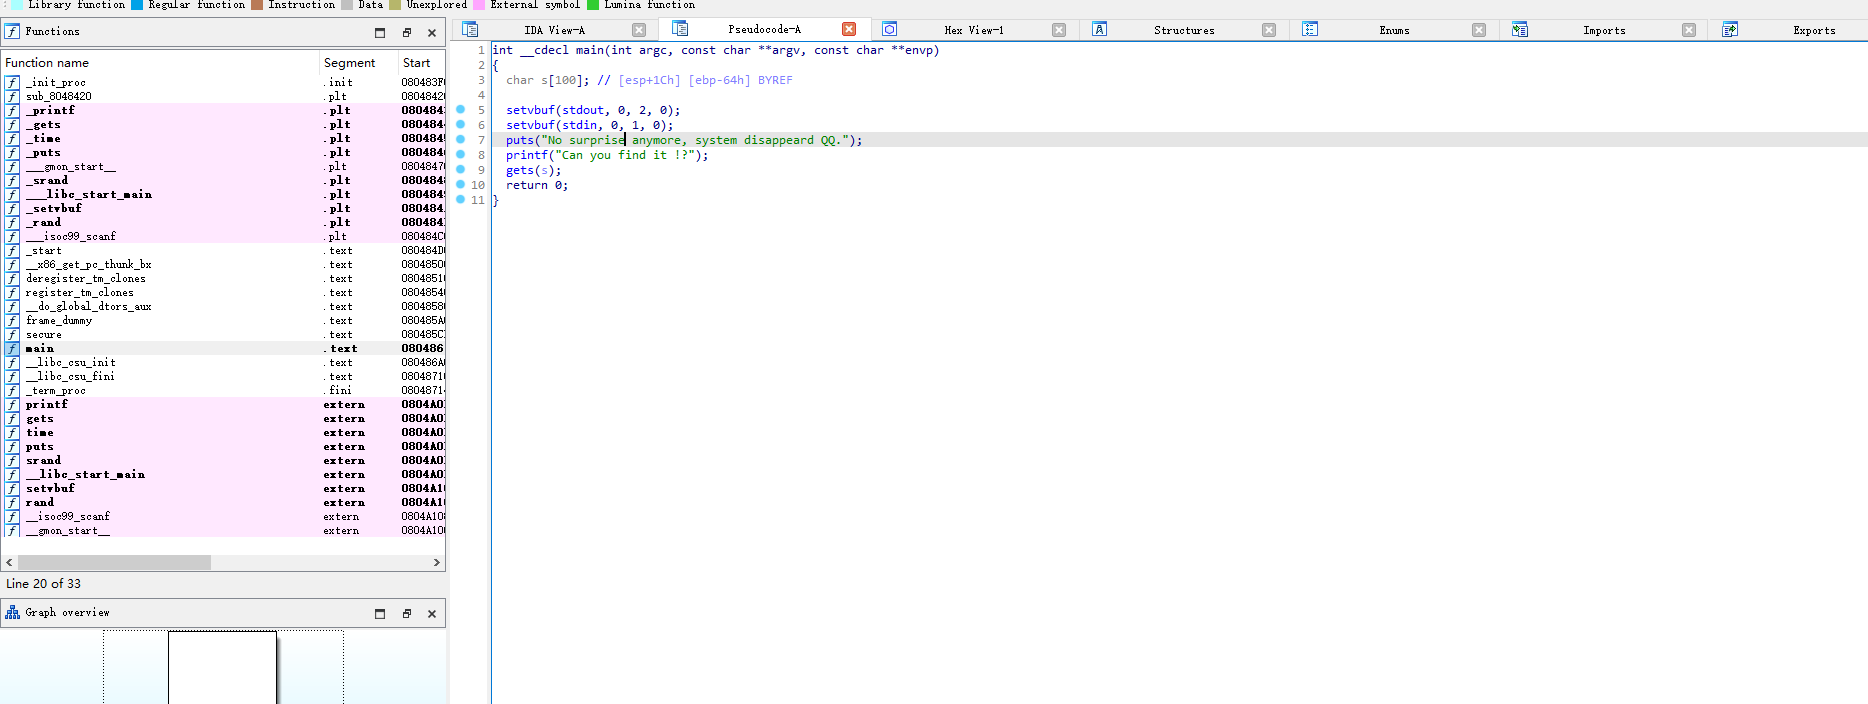 Library function Regular function Instruction Data Unexplored External symbol Lumina function
Functions
Function name Segment Start
_init_proc .init 080483F
sub_8048420 .plt 0804842
_printf .plt 080484
_gets .plt 080484
_time .plt 080484
_puts .plt 080484
___gmon_start__ .plt 0804847
_srand .plt 080484
___libc_start_main .plt 080484
_setvbuf .plt 080484
_rand .plt 080484
___isoc99_scanf .plt 080484C
_start .text 080484D
__x86_get_pc_thunk_bx .text 0804850
deregister_tm_clones .text 0804851
register_tm_clones .text 0804854
__do_global_dtors_aux .text 0804858
frame_dummy .text 080485A
secure .text 080485C
main .text 080486
__libc_csu_init .text 080486A
__libc_csu_fini .text 0804871
_term_proc .fini 0804871
printf extern 0804A0
gets extern 0804A0
time extern 0804A0
puts extern 0804A0
srand extern 0804A0
__libc_start_main extern 0804A0
setvbuf extern 0804A1
rand extern 0804A1
__isoc99_scanf extern 0804A10
__gmon_start__ extern 0804A10
Line 20 of 33
Graph overview
IDA View-A Pseudocode-A Hex View-1 Structures Enums Imports Exports
1 int __cdecl main(int argc, const char **argv, const char **envp)
2 {
3 char s[100]; // [esp+1Ch] [ebp-64h] BYREF
4
5 setvbuf(stdout, 0, 2, 0);
6 setvbuf(stdin, 0, 1, 0);
7 puts("No surprise anymore, system disappeard QQ.");
8 printf("Can you find it !?");
9 gets(s);
10 return 0;
11 }